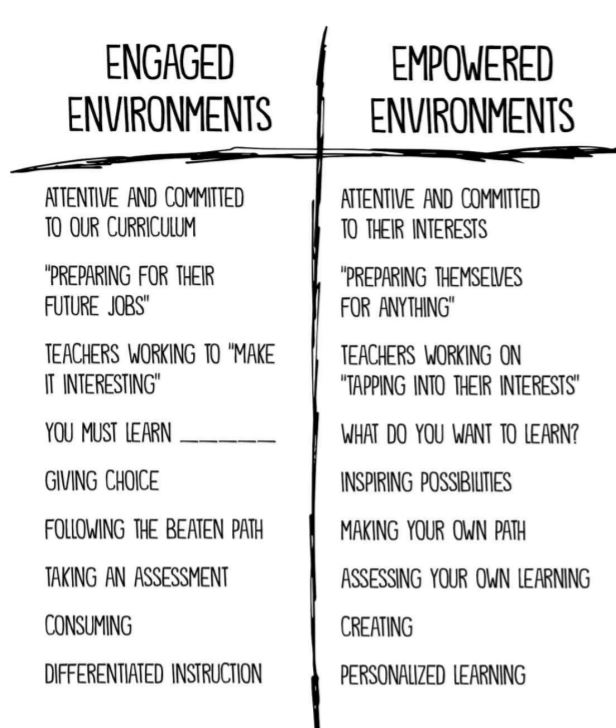 ENGAGED
ENVIRONMENTS
ATTENTIVE AND COMMITTED
TO OUR CURRICULUM
"PREPARING FOR THEIR
FUTURE JOBS"
TEACHERS WORKING TO "MAKE
IT INTERESTING"
YOU MUST LEARN ______
GIVING CHOICE
FOLLOWING THE BEATEN PATH
TAKING AN ASSESSMENT
CONSUMING
DIFFERENTIATED INSTRUCTION
EMPOWERED
ENVIRONMENTS
ATTENTIVE AND COMMITTED
TO THEIR INTERESTS
"PREPARING THEMSELVES
FOR ANYTHING"
TEACHERS WORKING ON
"TAPPING INTO THEIR INTERESTS"
WHAT DO YOU WANT TO LEARN?
INSPIRING POSSIBILITIES
MAKING YOUR OWN PATH
ASSESSING YOUR OWN LEARNING
CREATING
PERSONALIZED LEARNING